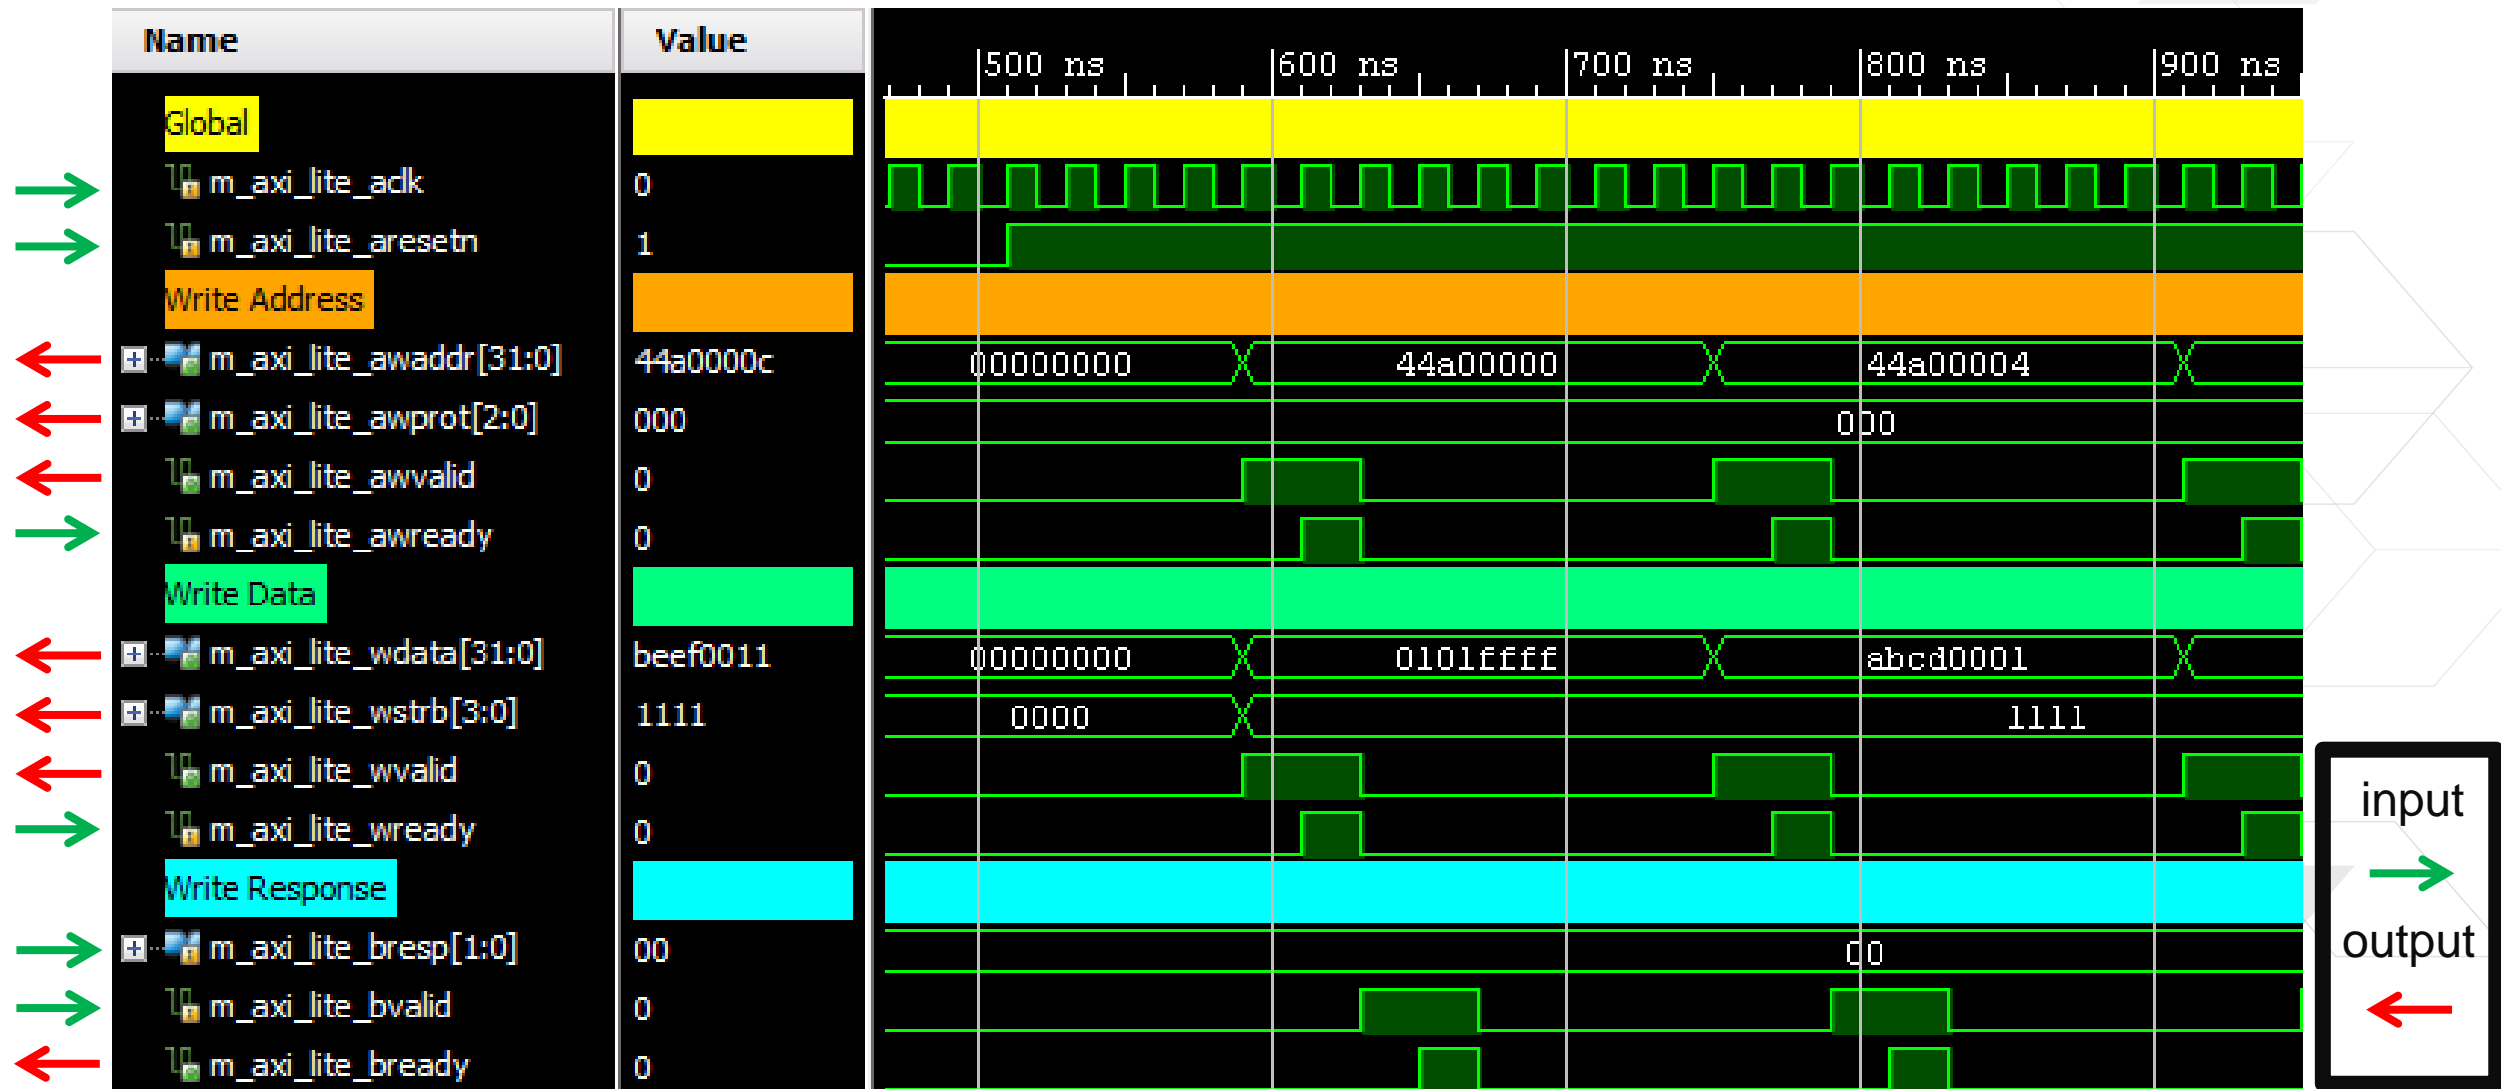 Name Value
500 ns 600 ns 700 ns 800 ns 900 ns
Global
m_axi_lite_aclk 0
m_axi_lite_aresetn 1
Write Address
m_axi_lite_awaddr[31:0] 44a0000c 00000000 44a00000 44a00004
m_axi_lite_awprot[2:0] 000 000
m_axi_lite_awvalid 0
m_axi_lite_awready 0
Write Data
m_axi_lite_wdata[31:0] beef0011 00000000 0101ffff abcd0001
m_axi_lite_wstrb[3:0] 1111 0000 1111
m_axi_lite_wvalid 0
m_axi_lite_wready 0
Write Response
m_axi_lite_bresp[1:0] 00 00
m_axi_lite_bvalid 0
m_axi_lite_bready 0
input
output